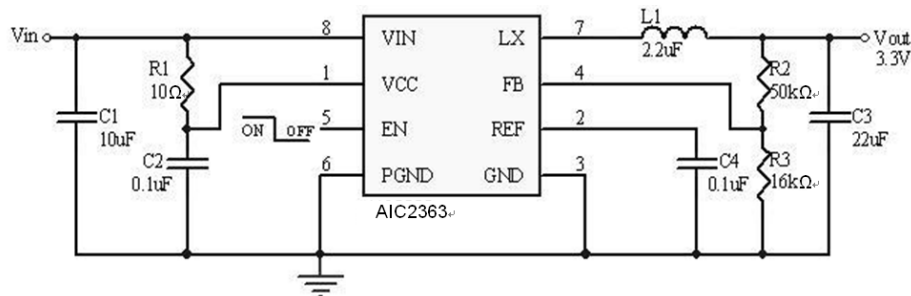 Vin
C1
10uF
R1
10Ω
C2
0.1uF
ON OFF
8
1
5
6
VIN
VCC
EN
PGND
LX
FB
REF
GND
AIC2363
7
4
2
3
L1
2.2uF
C4
0.1uF
R2
50kΩ
R3
16kΩ
C3
22uF
Vout
3.3V